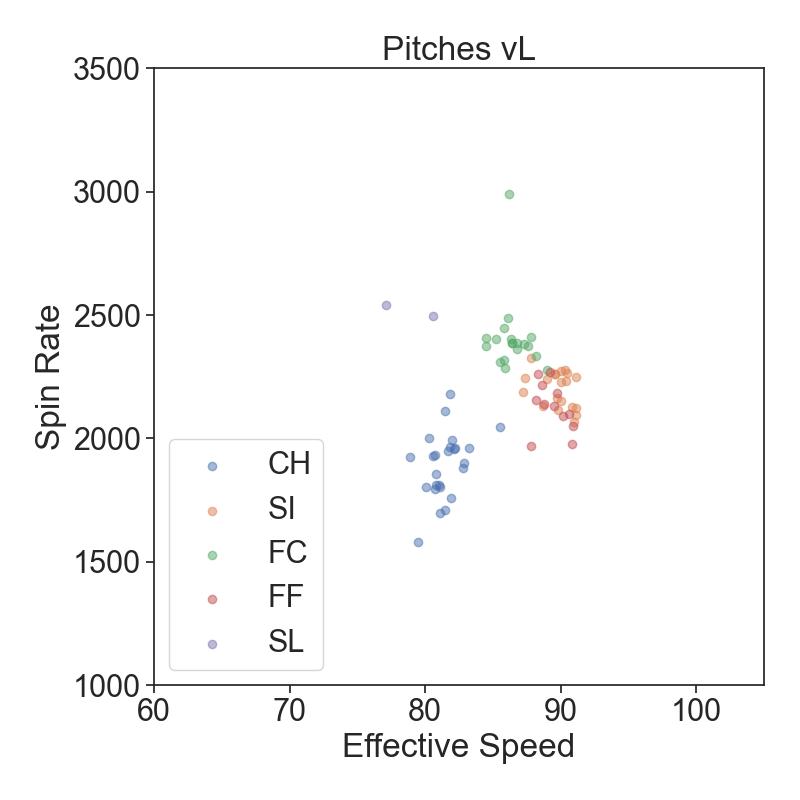 Pitches vL
3500
3000
2500
2000
1500
1000
Spin Rate
CH
SI
FC
FF
SL
60 70 80 90 100
Effective Speed